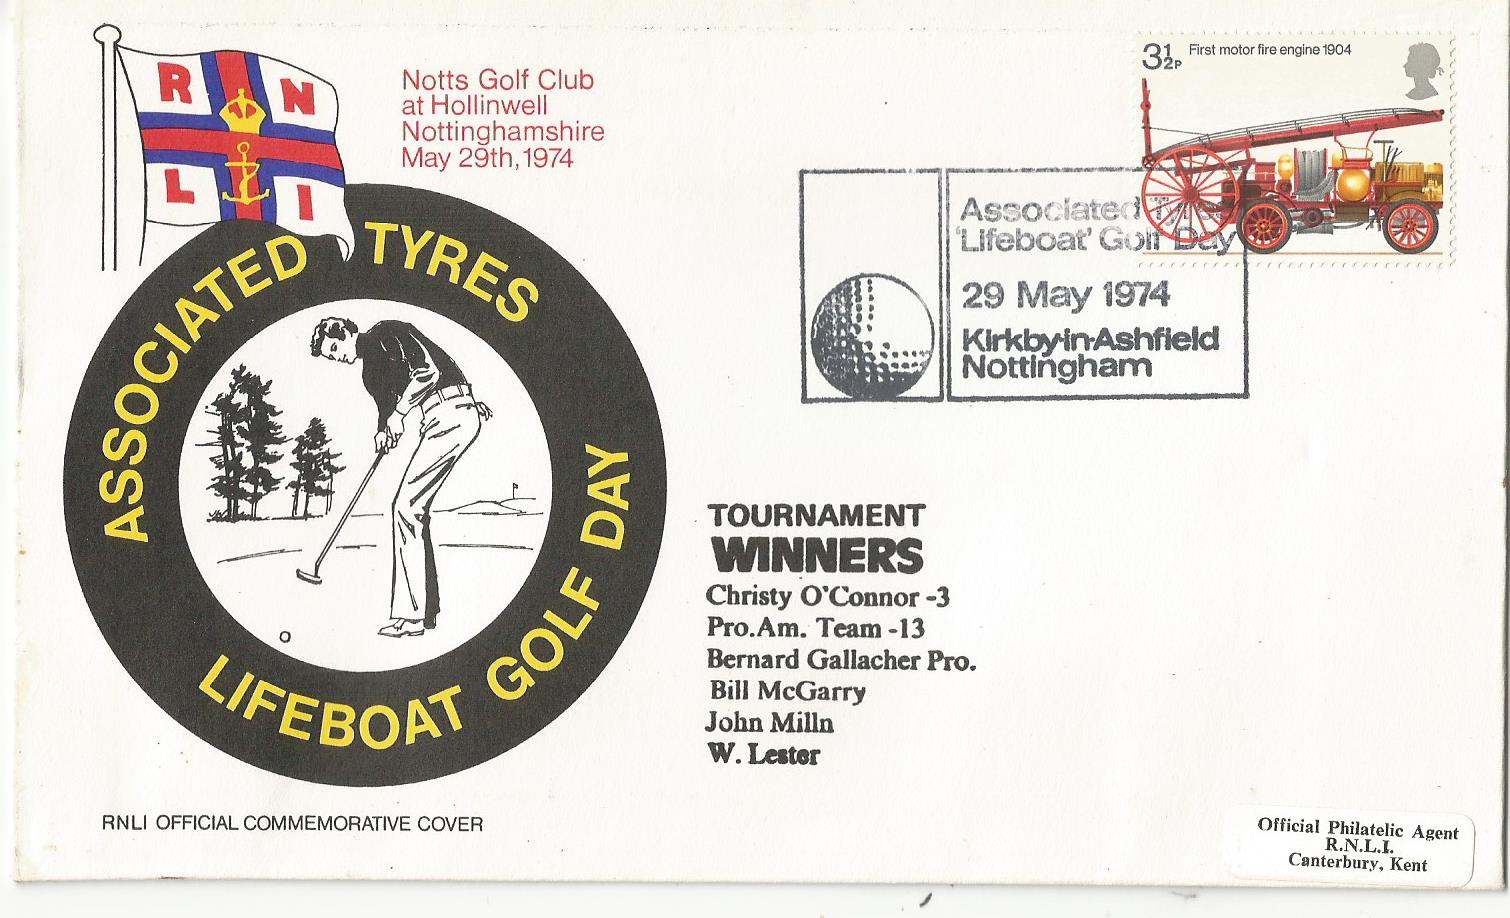 R N
L I
Notts Golf Club
at Hollinwell
Nottinghamshire
May 29th, 1974
ASSOCIATED TYRES
LIFEBOAT GOLF DAY
3½P First motor fire engine 1904
Associated Tyres
'Lifeboat' Golf Day
29 May 1974
Kirkby-in-Ashfield
Nottingham
TOURNAMENT
WINNERS
Christy O'Connor -3
Pro.Am. Team -13
Bernard Gallacher Pro.
Bill McGarry
John Milln
W. Lester
RNLI OFFICIAL COMMEMORATIVE COVER
Official Philatelic Agent
R.N.L.I.
Canterbury, Kent